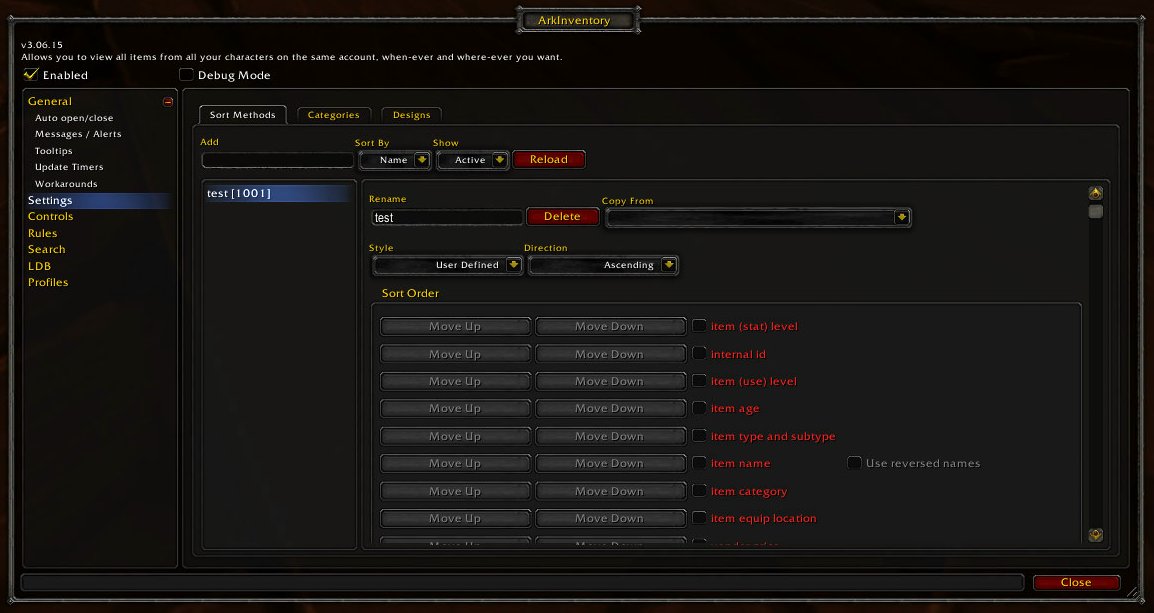 ArkInventory
v3.06.15
Allows you to view all items from all your characters on the same account, when-ever and where-ever you want.
Enabled Debug Mode
General
Auto open/close
Messages / Alerts
Tooltips
Update Timers
Workarounds
Settings
Controls
Rules
Search
LDB
Profiles
Sort Methods Categories Designs
Add Sort By Show
Name Active Reload
test [1001]
Rename Copy From
test Delete
Style Direction
User Defined Ascending
Sort Order
Move Up Move Down item (stat) level
Move Up Move Down internal id
Move Up Move Down item (use) level
Move Up Move Down item age
Move Up Move Down item type and subtype
Move Up Move Down item name Use reversed names
Move Up Move Down item category
Move Up Move Down item equip location
Move Up Move Down
Close